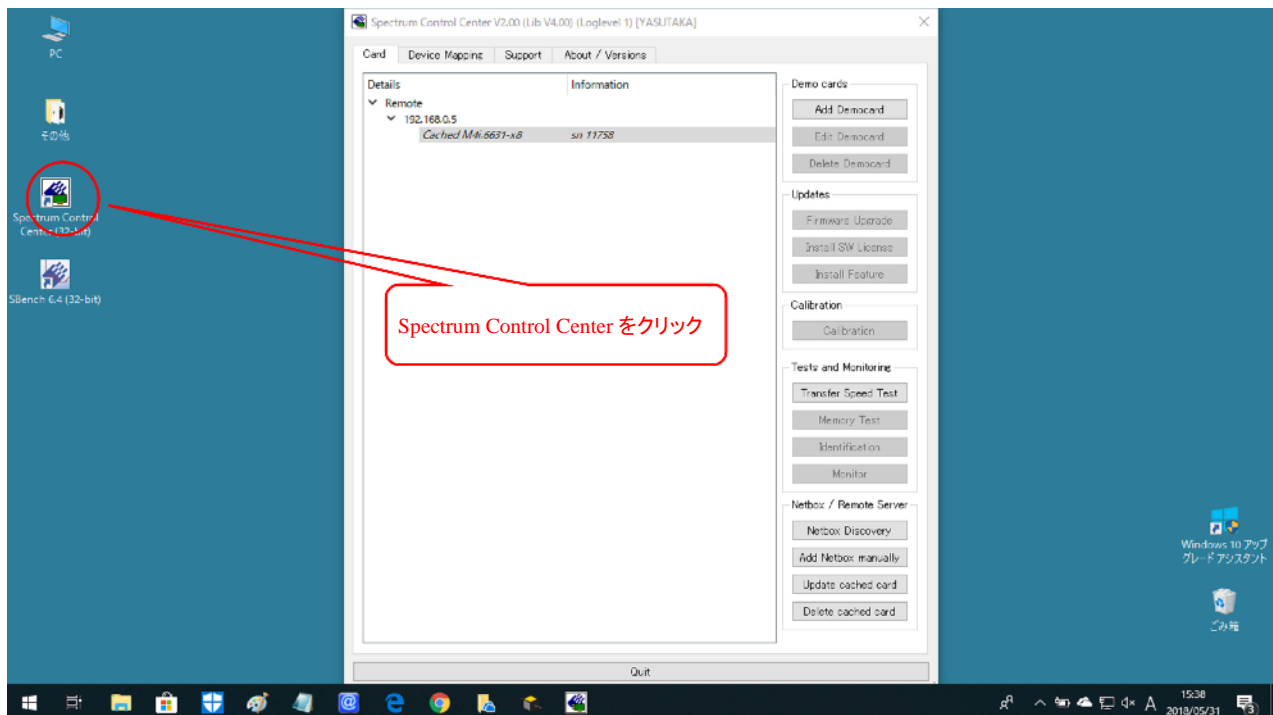 PC
その他
Spectrum Control
Center (32-bit)
SBench 6.4 (32-bit)
Spectrum Control Center V2.00 (Lib V4.00) (Loglevel 1) [YASUTAKA]
Card
Device Mapping
Support
About / Versions
Details
Information
Remote
192.168.0.5
Cached M4i.6631-x8
sn 11758
Demo cards
Add Democard
Edit Democard
Delete Democard
Updates
Firmware Upgrade
Install SW License
Install Feature
Calibration
Calibration
Tests and Monitoring
Transfer Speed Test
Memory Test
Identification
Monitor
Netbox / Remote Server
Netbox Discovery
Add Netbox manually
Update cached card
Delete cached card
Quit
Spectrum Control Center をクリック
Windows 10 アップ
グレード アシスタント
ごみ箱
A
15:38
2018/05/31